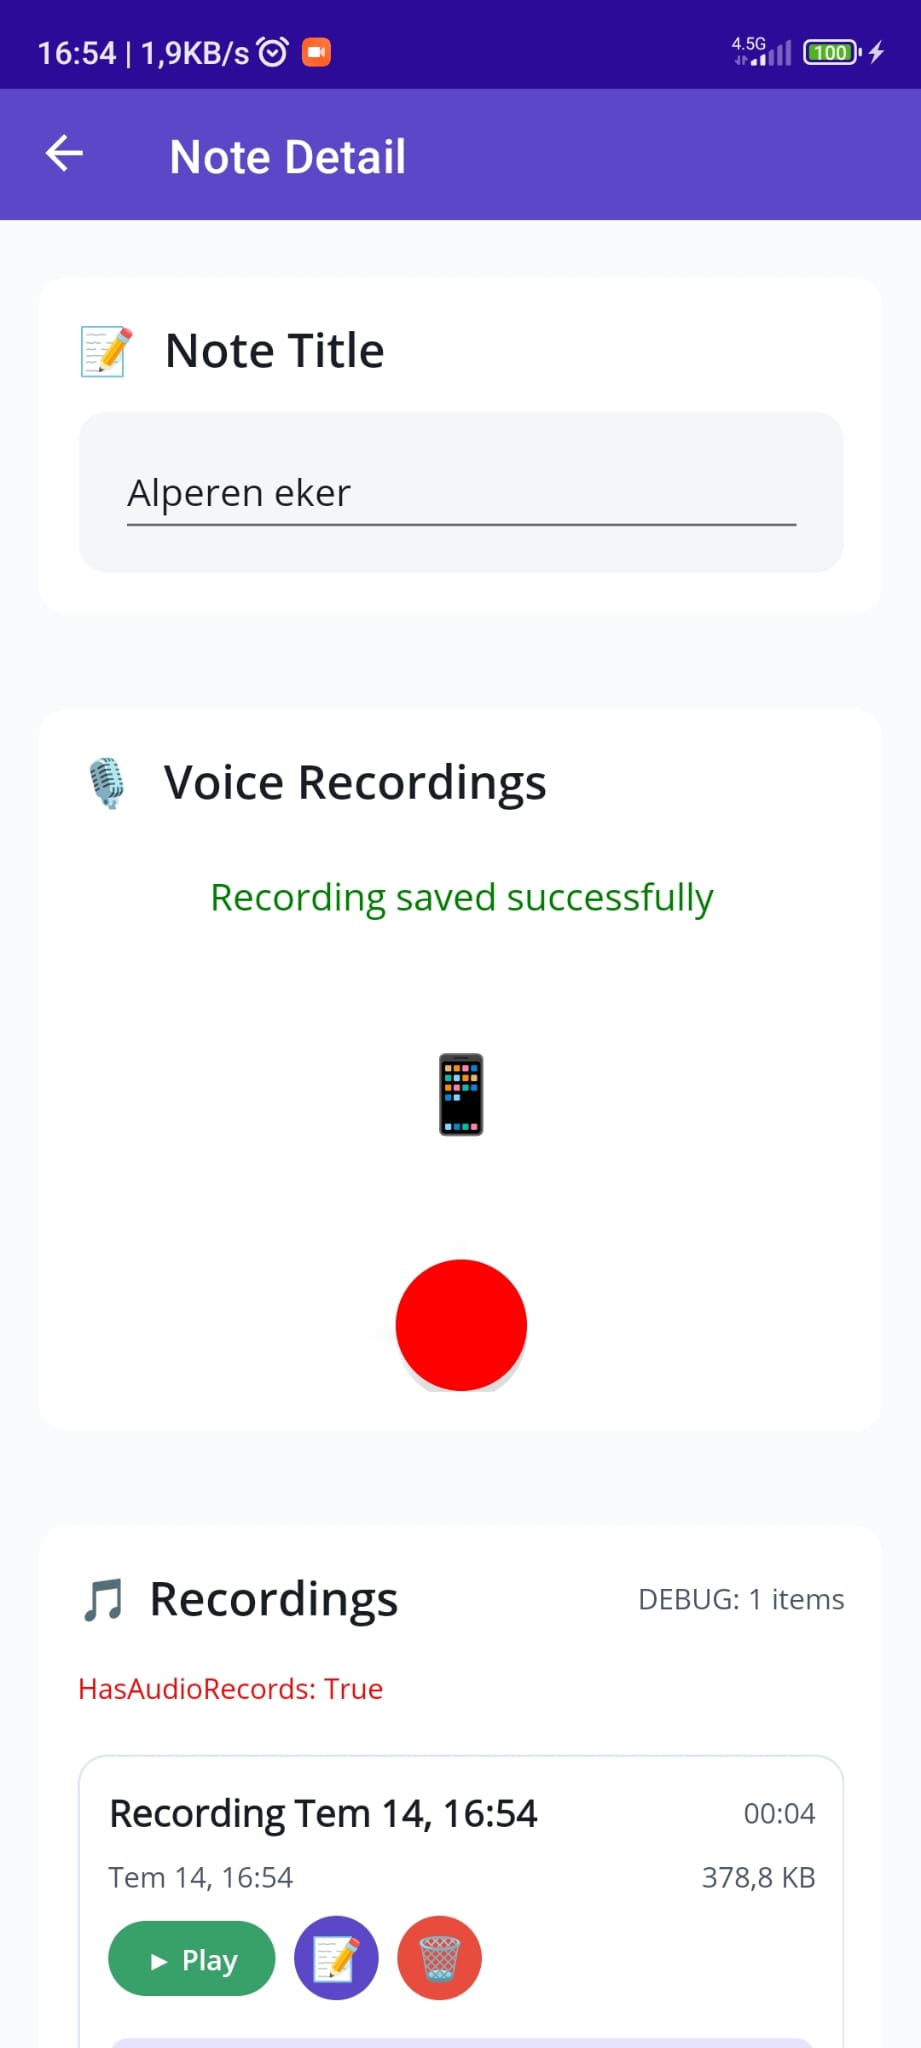 16:54 | 1,9KB/s
4.5G
100
Note Detail
Note Title
Alperen eker
Voice Recordings
Recording saved successfully
Recordings
DEBUG: 1 items
HasAudioRecords: True
Recording Tem 14, 16:54
00:04
Tem 14, 16:54
378,8 KB
Play